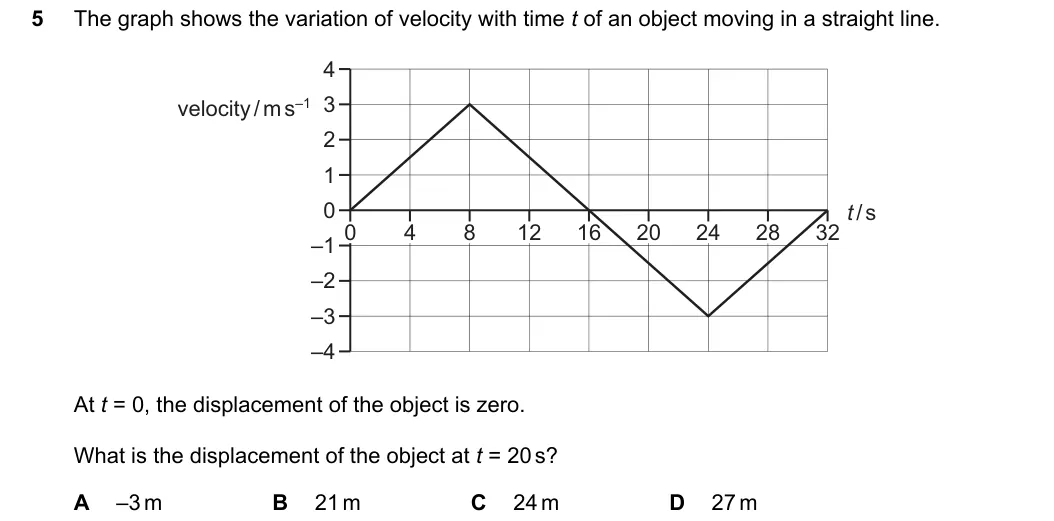 5 The graph shows the variation of velocity with time t of an object moving in a straight line.
4
velocity / m s⁻¹ 3
2
1
0 t / s
0 4 8 12 16 20 24 28 32
–1
–2
–3
–4
At t = 0, the displacement of the object is zero.
What is the displacement of the object at t = 20 s?
A –3 m B 21 m C 24 m D 27 m